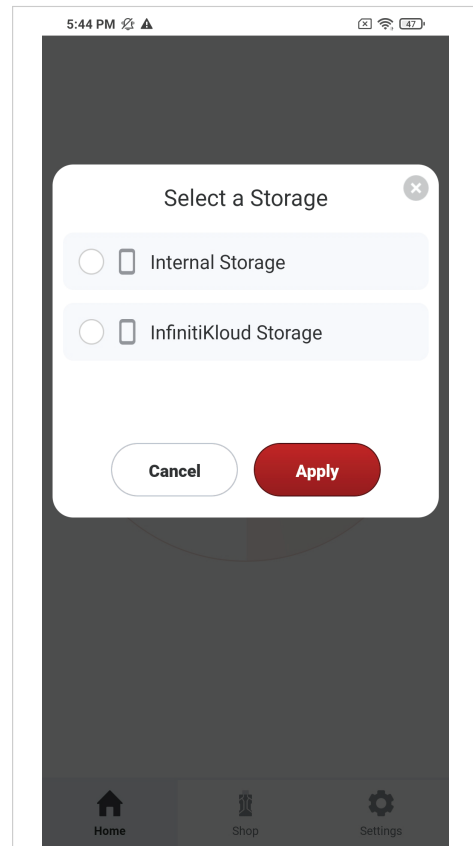 5:44 PM
47
Select a Storage
Internal Storage
InfinitiKloud Storage
Cancel
Apply
Home
Shop
Settings